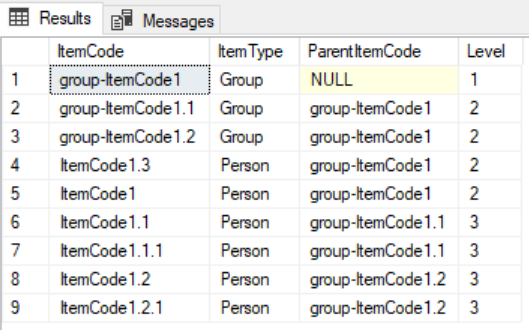 Results Messages
ItemCode ItemType ParentItemCode Level
1 group-ItemCode1 Group NULL 1
2 group-ItemCode1.1 Group group-ItemCode1 2
3 group-ItemCode1.2 Group group-ItemCode1 2
4 ItemCode1.3 Person group-ItemCode1 2
5 ItemCode1 Person group-ItemCode1 2
6 ItemCode1.1 Person group-ItemCode1.1 3
7 ItemCode1.1.1 Person group-ItemCode1.1 3
8 ItemCode1.2 Person group-ItemCode1.2 3
9 ItemCode1.2.1 Person group-ItemCode1.2 3